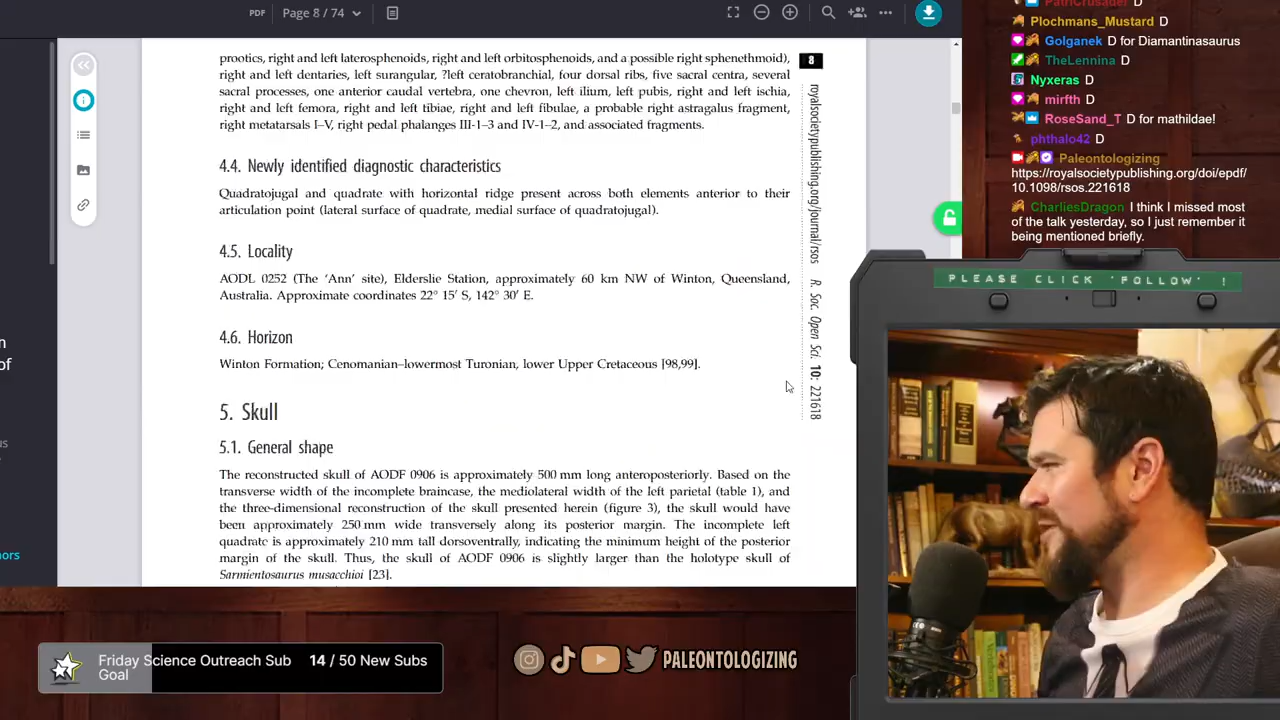 PDF
Page 8 / 74
prootics, right and left laterosphenoids, right and left orbitosphenoids, and a possible right sphenethmoid),
right and left dentaries, left surangular, ?left ceratobranchial, four dorsal ribs, five sacral centra, several
sacral processes, one anterior caudal vertebra, one chevron, left ilium, left pubis, right and left ischia,
right and left femora, right and left tibiae, right and left fibulae, a probable right astragalus fragment,
right metatarsals I–V, right pedal phalanges III-1–3 and IV-1–2, and associated fragments.
4.4. Newly identified diagnostic characteristics
Quadratojugal and quadrate with horizontal ridge present across both elements anterior to their
articulation point (lateral surface of quadrate, medial surface of quadratojugal).
4.5. Locality
AODL 0252 (The ‘Ann’ site), Elderslie Station, approximately 60 km NW of Winton, Queensland,
Australia. Approximate coordinates 22° 15′ S, 142° 30′ E.
4.6. Horizon
Winton Formation; Cenomanian–lowermost Turonian, lower Upper Cretaceous [98,99].
5. Skull
5.1. General shape
The reconstructed skull of AODF 0906 is approximately 500 mm long anteroposteriorly. Based on the
transverse width of the incomplete braincase, the mediolateral width of the left parietal (table 1), and
the three-dimensional reconstruction of the skull presented herein (figure 3), the skull would have
been approximately 250 mm wide transversely along its posterior margin. The incomplete left
quadrate is approximately 210 mm tall dorsoventrally, indicating the minimum height of the posterior
margin of the skull. Thus, the skull of AODF 0906 is slightly larger than the holotype skull of
Sarmientosaurus musacchioi [23].
8
royalsocietypublishing.org/journal/rsos R. Soc. Open Sci. 10: 221618
n
of
us
nors
PatriCrusader D
Plochmans_Mustard D
Golganek D for Diamantinasaurus
TheLennina D
Nyxeras D
mirfth D
RoseSand_T D for mathildae!
phthalo42 D
Paleontologizing
https://royalsocietypublishing.org/doi/epdf/
10.1098/rsos.221618
CharliesDragon I think I missed most
of the talk yesterday, so I just remember it
being mentioned briefly.
PLEASE CLICK 'FOLLOW' !
Friday Science Outreach Sub
Goal
14 / 50 New Subs
PALEONTOLOGIZING